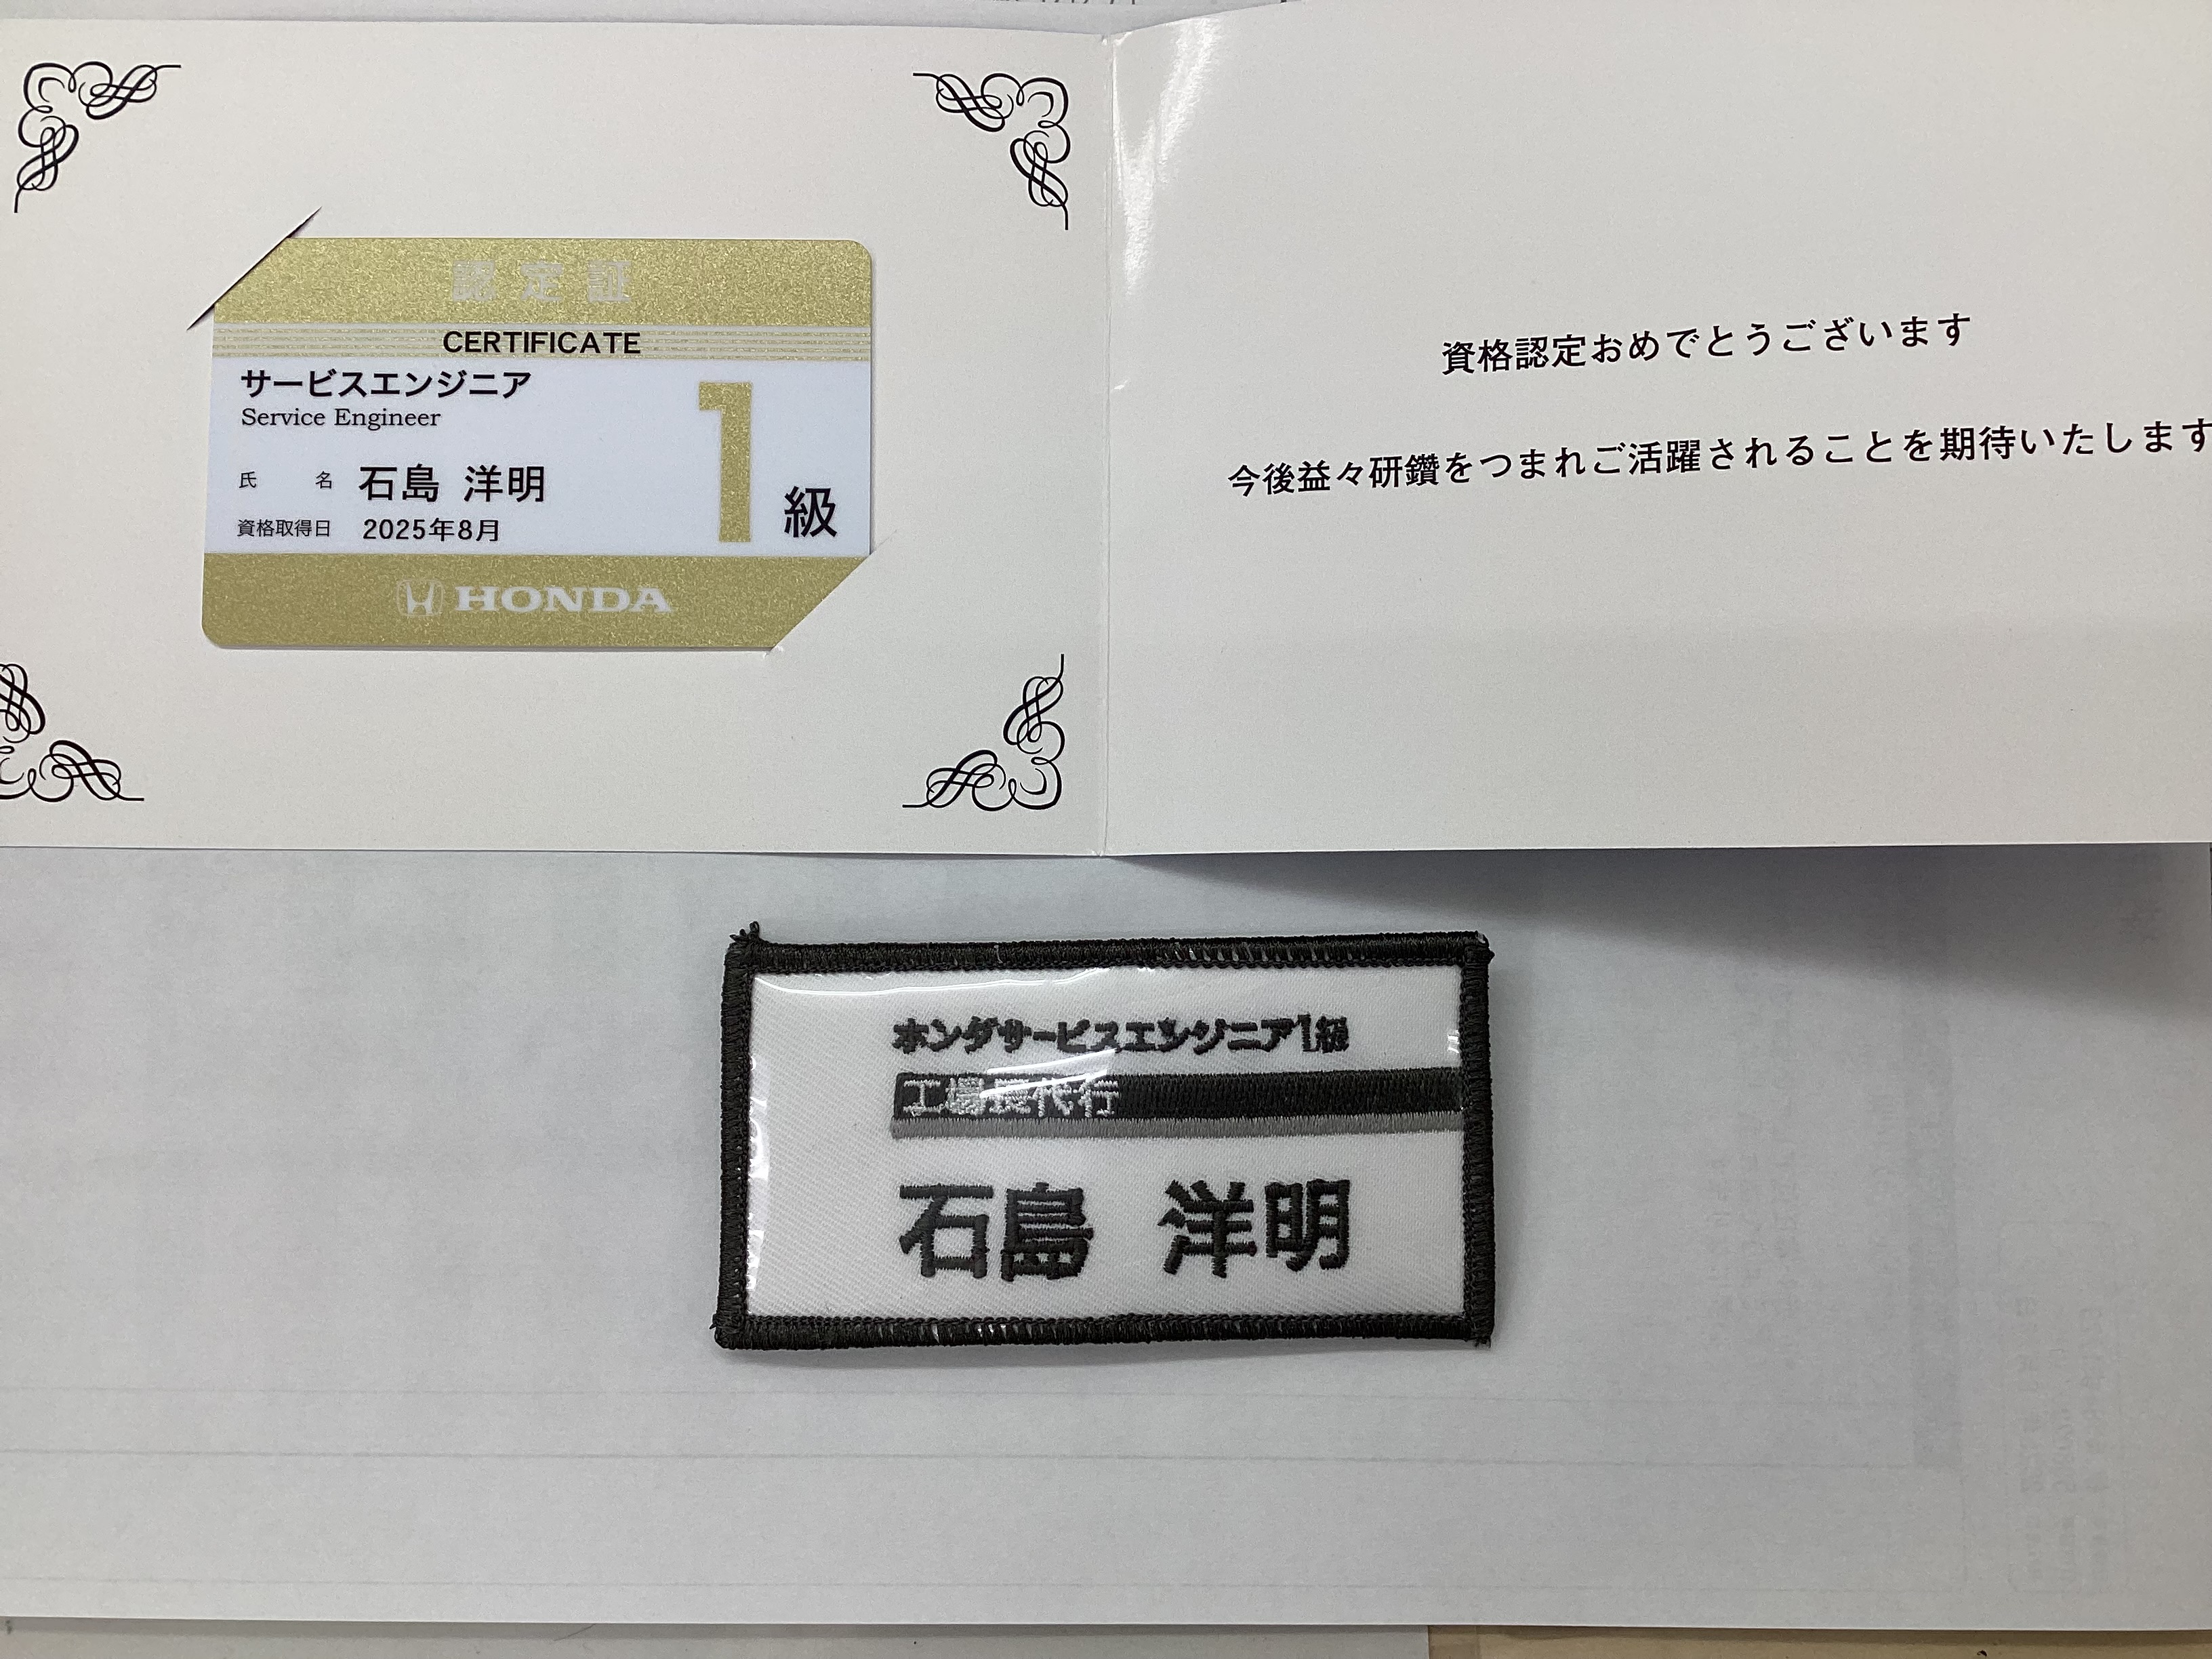 認定証
CERTIFICATE
サービスエンジニア
Service Engineer
1級
氏 名 石島 洋明
資格取得日 2025年8月
HONDA
資格認定おめでとうございます
今後益々研鑽をつまれご活躍されることを期待いたします
ホンダサービスエンジニア1級
工場長代行
石島 洋明